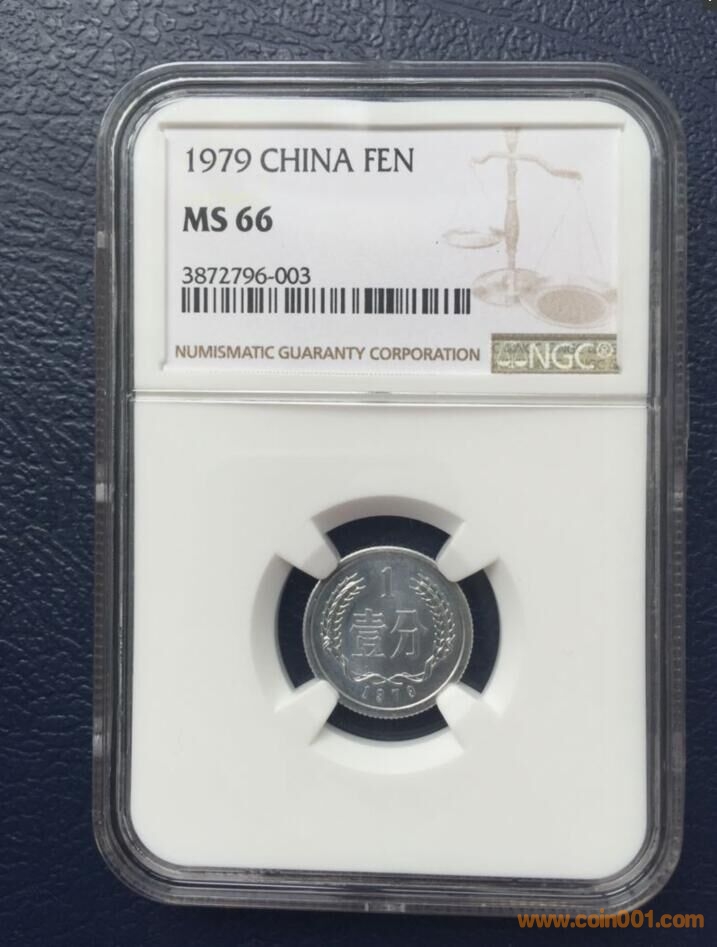 1979 CHINA FEN
MS 66
3872796-003
NUMISMATIC GUARANTY CORPORATION
NGC®
1
壹分
1979
www.coin001.com